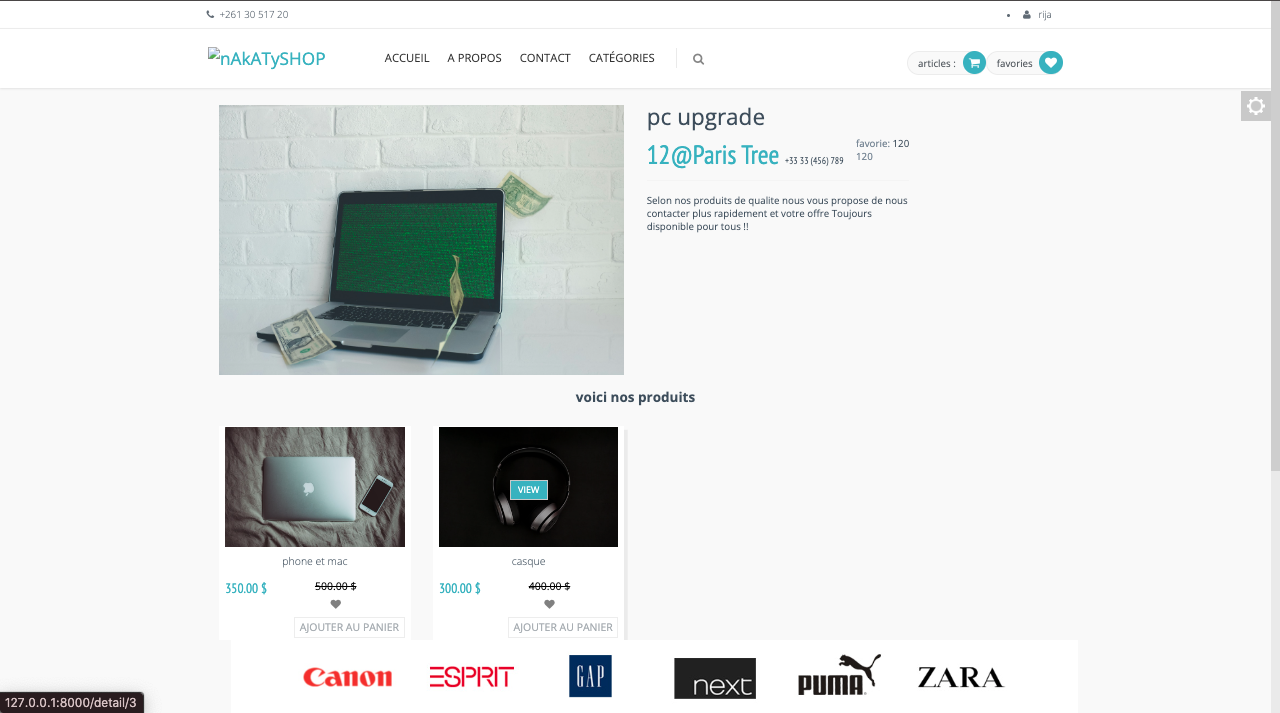 +261 30 517 20
rija
nAkATySHOP
ACCUEIL A PROPOS CONTACT CATÉGORIES
articles :
favories
pc upgrade
12@Paris Tree +33 33 (456) 789
favorie: 120
120
Selon nos produits de qualite nous vous propose de nous
contacter plus rapidement et votre offre Toujours
disponible pour tous !!
voici nos produits
VIEW
phone et mac
casque
350.00 $ 500.00 $
300.00 $ 400.00 $
AJOUTER AU PANIER
AJOUTER AU PANIER
Canon
ESPRIT
GAP
next
PUMA
ZARA
127.0.0.1:8000/detail/3